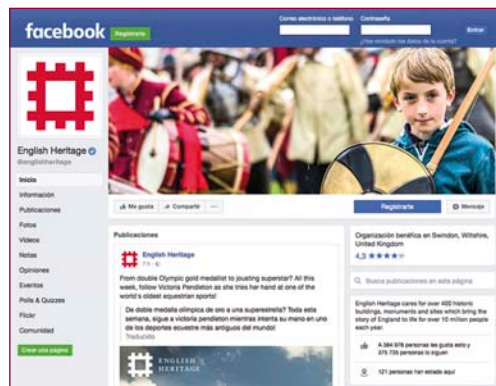 facebook
Registrarte
Correo electrónico o teléfono
Contraseña
Entrar
¿Has olvidado los datos de la cuenta?
English Heritage
@englishheritage
Inicio
Información
Publicaciones
Fotos
Vídeos
Notas
Opiniones
Eventos
Polls & Quizzes
Flickr
Comunidad
Crear una página
Me gusta
Compartir
Registrarte
Mensaje
Publicaciones
English Heritage
From double Olympic gold medallist to jousting superstar? All this
week, follow Victoria Pendleton as she tries her hand at one of the
world's oldest equestrian sports!
De doble medalla olímpica de oro a una superestrella? Toda esta
semana, sigue a victoria pendleton mientras intenta su mano en uno
de los deportes ecuestre más antiguos del mundo!
Traducido
ENGLISH
HERITAGE
Organización benéfica en Swindon, Wiltshire,
United Kingdom
4,3
Busca publicaciones en esta página
English Heritage cares for over 400 historic
buildings, monuments and sites which bring the
story of England to life for over 10 million people
each year.
A 384 978 personas les gusta esto y
375 735 personas lo siguen
121 personas han estado aquí